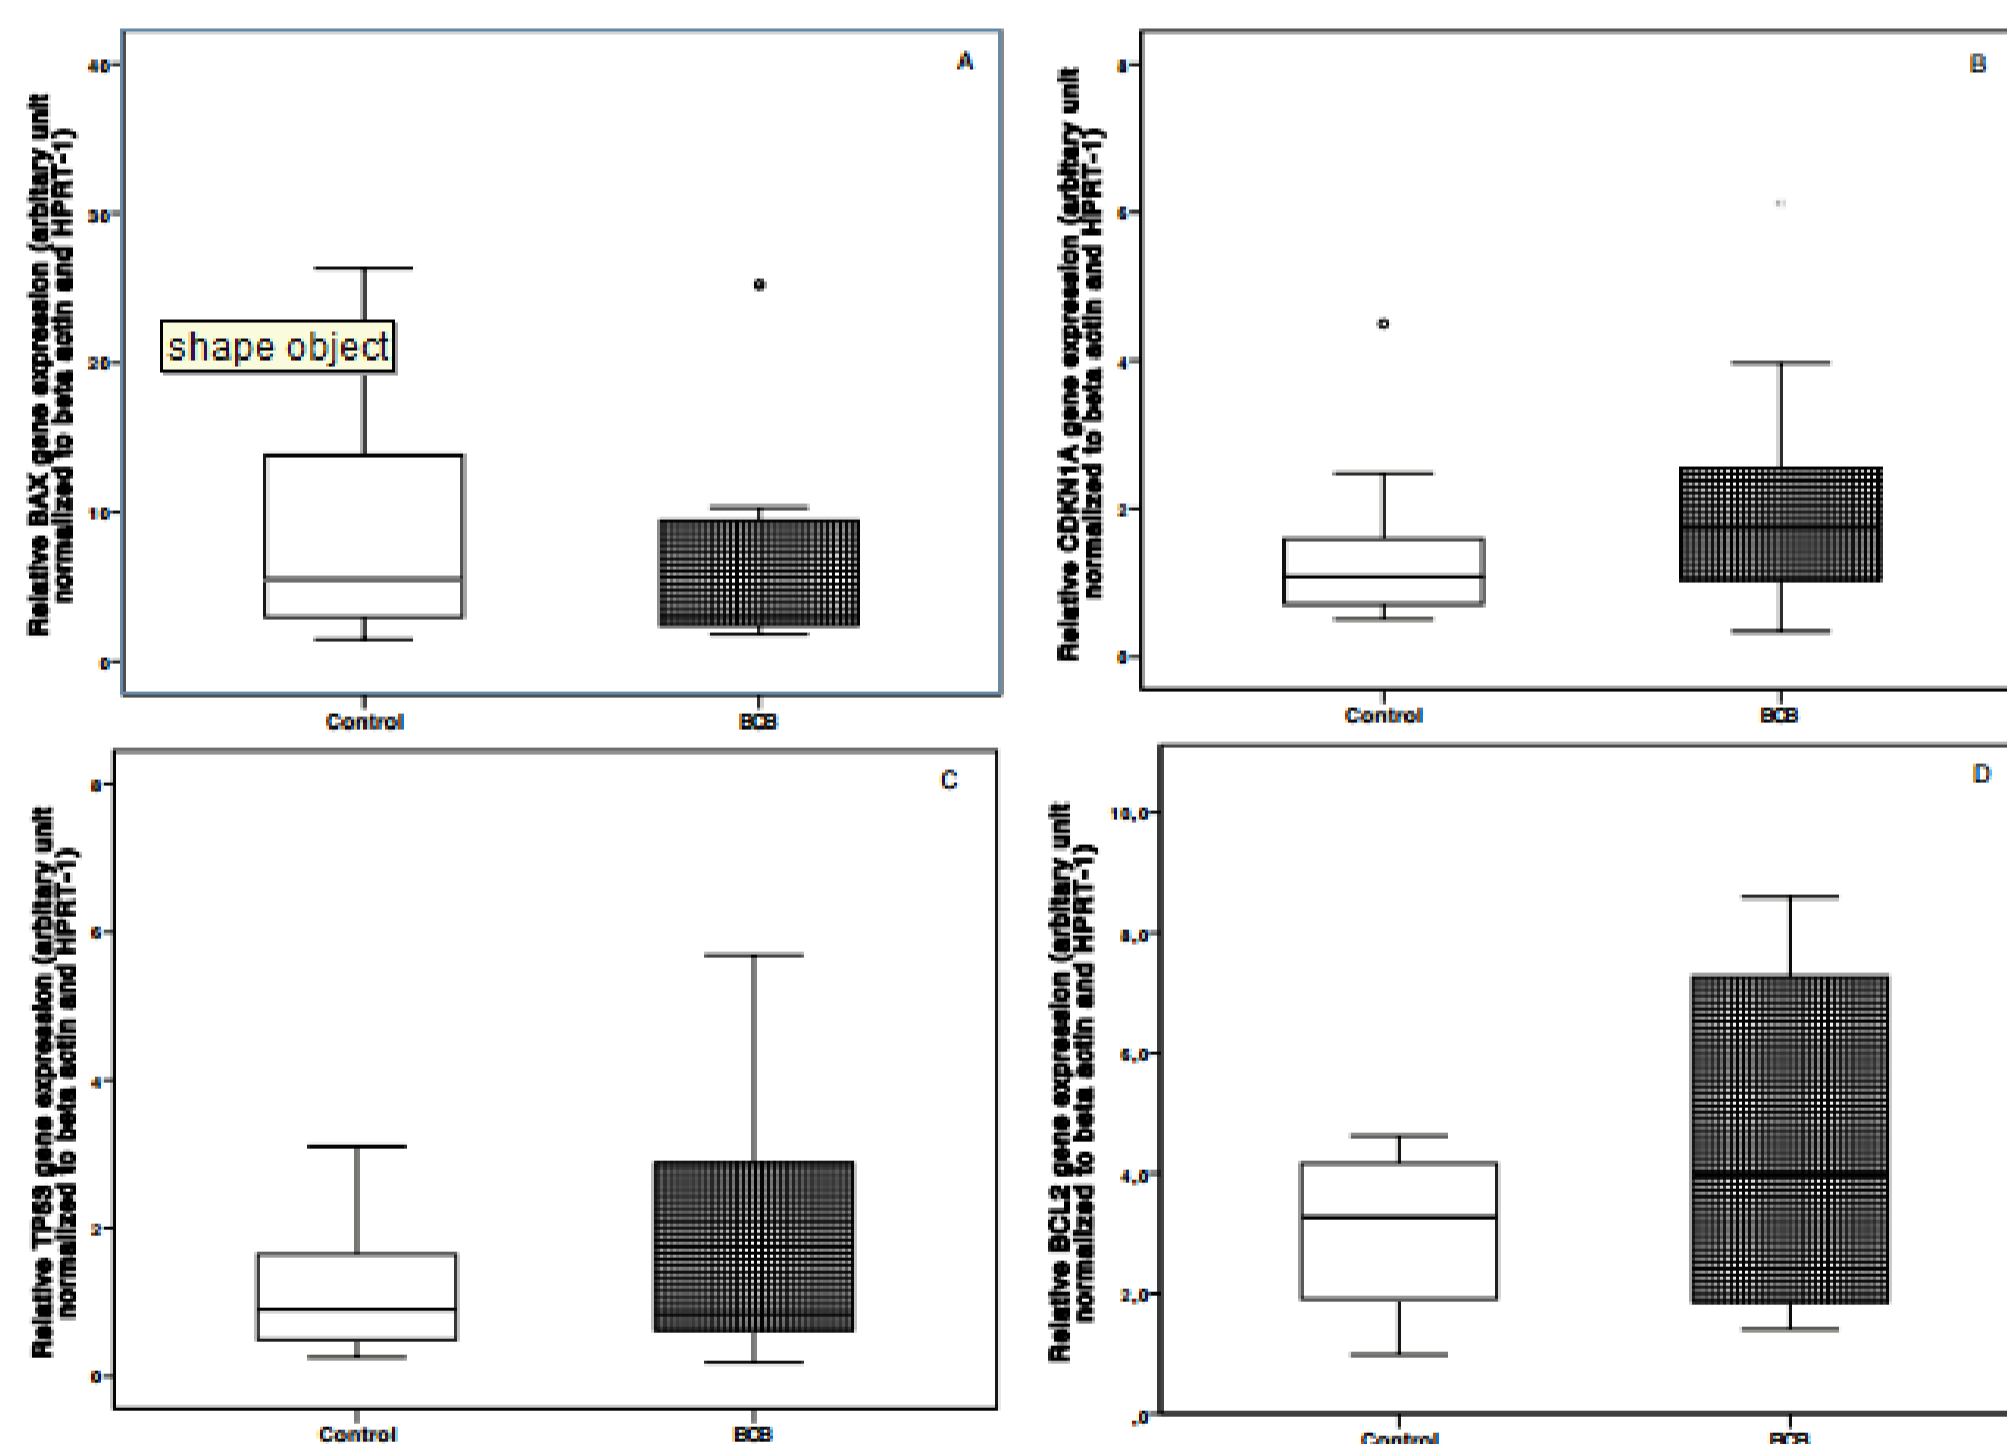 A
Relative BAX gene expression (arbitary unit
normalized to beta actin and HPRT-1)
40
30
20
10
0
shape object
Control
BCB
B
Relative CDKN1A gene expression (arbitary unit
normalized to beta actin and HPRT-1)
8
6
4
2
0
Control
BCB
C
Relative TP53 gene expression (arbitary unit
normalized to beta actin and HPRT-1)
8
6
4
2
0
Control
BCB
D
Relative BCL2 gene expression (arbitary unit
normalized to beta actin and HPRT-1)
10,0
8,0
6,0
4,0
2,0
,0
Control
BCB